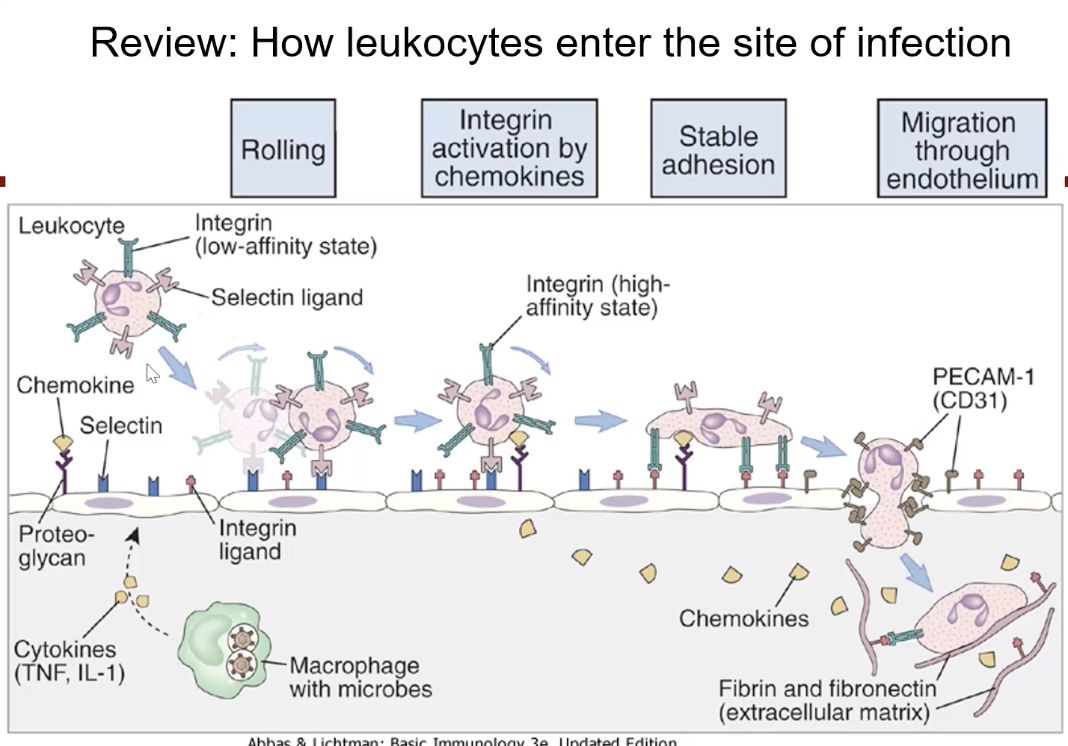 Review: How leukocytes enter the site of infection
Rolling
Integrin
activation by
chemokines
Stable
adhesion
Migration
through
endothelium
Leukocyte
Integrin
(low-affinity state)
Selectin ligand
Integrin (high-
affinity state)
Chemokine
Selectin
PECAM-1
(CD31)
Proteo-
glycan
Integrin
ligand
Cytokines
(TNF, IL-1)
Macrophage
with microbes
Chemokines
Fibrin and fibronectin
(extracellular matrix)
Abbas & Lichtman: Basic Immunology 3e, Updated Edition